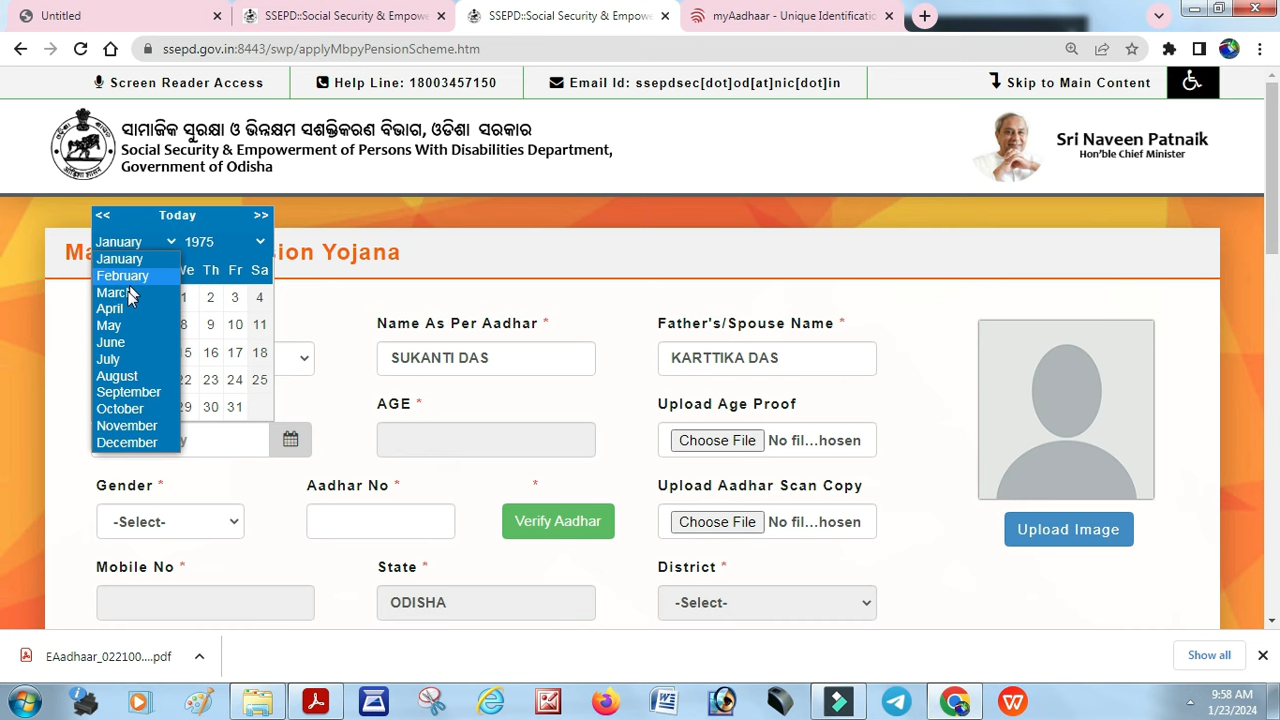 Untitled
SSEPD::Social Security & Empowe
SSEPD::Social Security & Empowe
myAadhaar - Unique Identificati
ssepd.gov.in:8443/swp/applyMbpyPensionScheme.htm
Screen Reader Access
Help Line: 18003457150
Email Id: ssepdsec[dot]od[at]nic[dot]in
Skip to Main Content
ସାମାଜିକ ସୁରକ୍ଷା ଓ ଭିନ୍ନକ୍ଷମ ସଶକ୍ତିକରଣ ବିଭାଗ, ଓଡିଶା ସରକାର
Social Security & Empowerment of Persons With Disabilities Department,
Government of Odisha
Sri Naveen Patnaik
Hon'ble Chief Minister
<< Today >>
January 1975
January
February
March
April
May
June
July
August
September
October
November
December
We Th Fr Sa
1 2 3 4
8 9 10 11
15 16 17 18
22 23 24 25
29 30 31
Ma
sion Yojana
Name As Per Aadhar *
Father's/Spouse Name *
SUKANTI DAS
KARTTIKA DAS
AGE *
Upload Age Proof
y
Choose File No fil...hosen
Gender *
Aadhar No *
*
Upload Aadhar Scan Copy
-Select-
Verify Aadhar
Choose File No fil...hosen
Upload Image
Mobile No *
State *
District *
ODISHA
-Select-
EAadhaar_022100....pdf
Show all
9:58 AM
1/23/2024